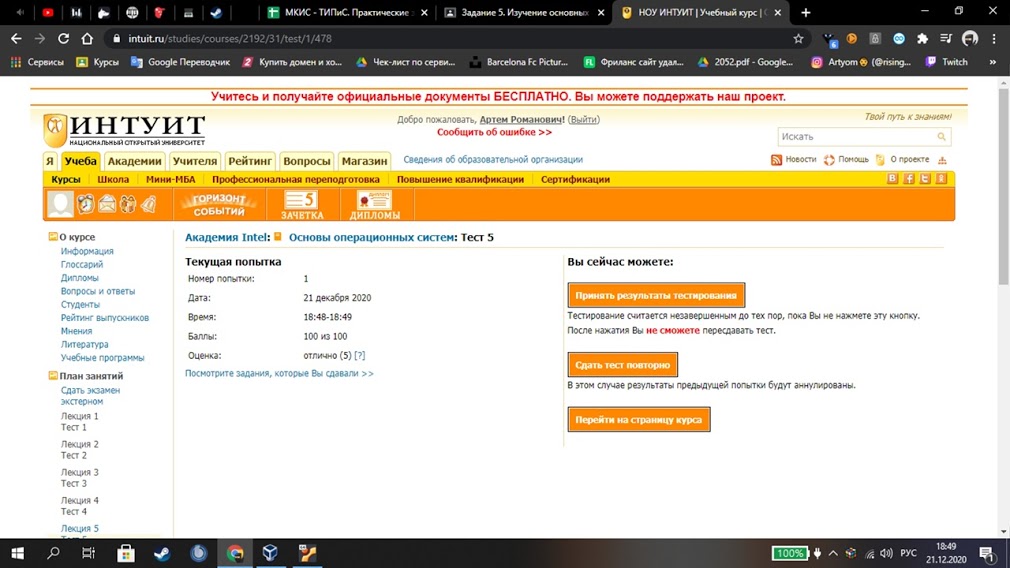 МКИС - ТИПиС. Практические
Задание 5. Изучение основных
НОУ ИНТУИТ | Учебный курс |
intuit.ru/studies/courses/2192/31/test/1/478
Сервисы
Курсы
Google Переводчик
Купить домен и хо...
Чек-лист по серви...
Barcelona Fc Pictur...
Фриланс сайт удал...
2052.pdf - Google...
Artyom (@rising...
Twitch
Учитесь и получайте официальные документы БЕСПЛАТНО. Вы можете поддержать наш проект.
ИНТУИТ
НАЦИОНАЛЬНЫЙ ОТКРЫТЫЙ УНИВЕРСИТЕТ
Добро пожаловать, Артем Романович! (Выйти)
Сообщить об ошибке >>
Твой путь к знаниям!
Искать
Я Учеба Академии Учителя Рейтинг Вопросы Магазин
Сведения об образовательной организации
Новости Помощь О проекте
Курсы Школа Мини-МБА Профессиональная переподготовка Повышение квалификации Сертификации
ГОРИЗОНТ СОБЫТИЙ
5 ЗАЧЕТКА
ДИПЛОМЫ
О курсе
Информация
Глоссарий
Дипломы
Вопросы и ответы
Студенты
Рейтинг выпускников
Мнения
Литература
Учебные программы
План занятий
Сдать экзамен
экстерном
Лекция 1
Тест 1
Лекция 2
Тест 2
Лекция 3
Тест 3
Лекция 4
Тест 4
Лекция 5
Академия Intel: Основы операционных систем: Тест 5
Текущая попытка
Номер попытки: 1
Дата: 21 декабря 2020
Время: 18:48-18:49
Баллы: 100 из 100
Оценка: отлично (5) [?]
Посмотрите задания, которые Вы сдавали >>
Вы сейчас можете:
Принять результаты тестирования
Тестирование считается незавершенным до тех пор, пока Вы не нажмете эту кнопку.
После нажатия Вы не сможете пересдавать тест.
Сдать тест повторно
В этом случае результаты предыдущей попытки будут аннулированы.
Перейти на страницу курса
100%
РУС
18:49
21.12.2020